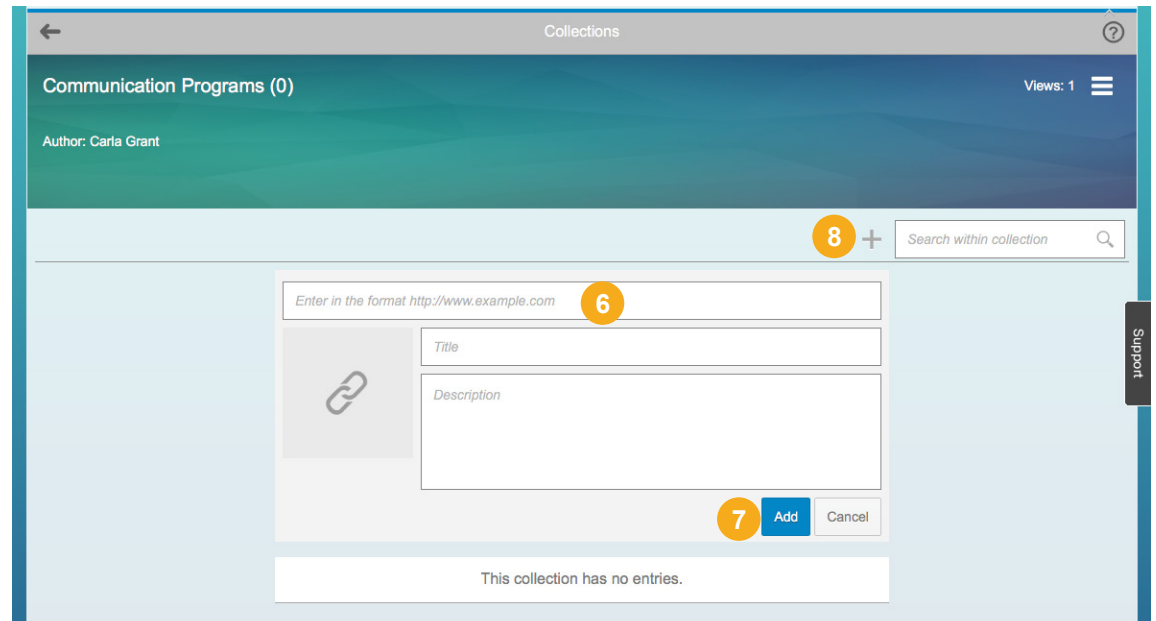 Collections
?
Communication Programs (0)
Views: 1
Author: Carla Grant
8
+
Search within collection
Enter in the format http://www.example.com
6
Title
Support
Description
7
Add
Cancel
This collection has no entries.